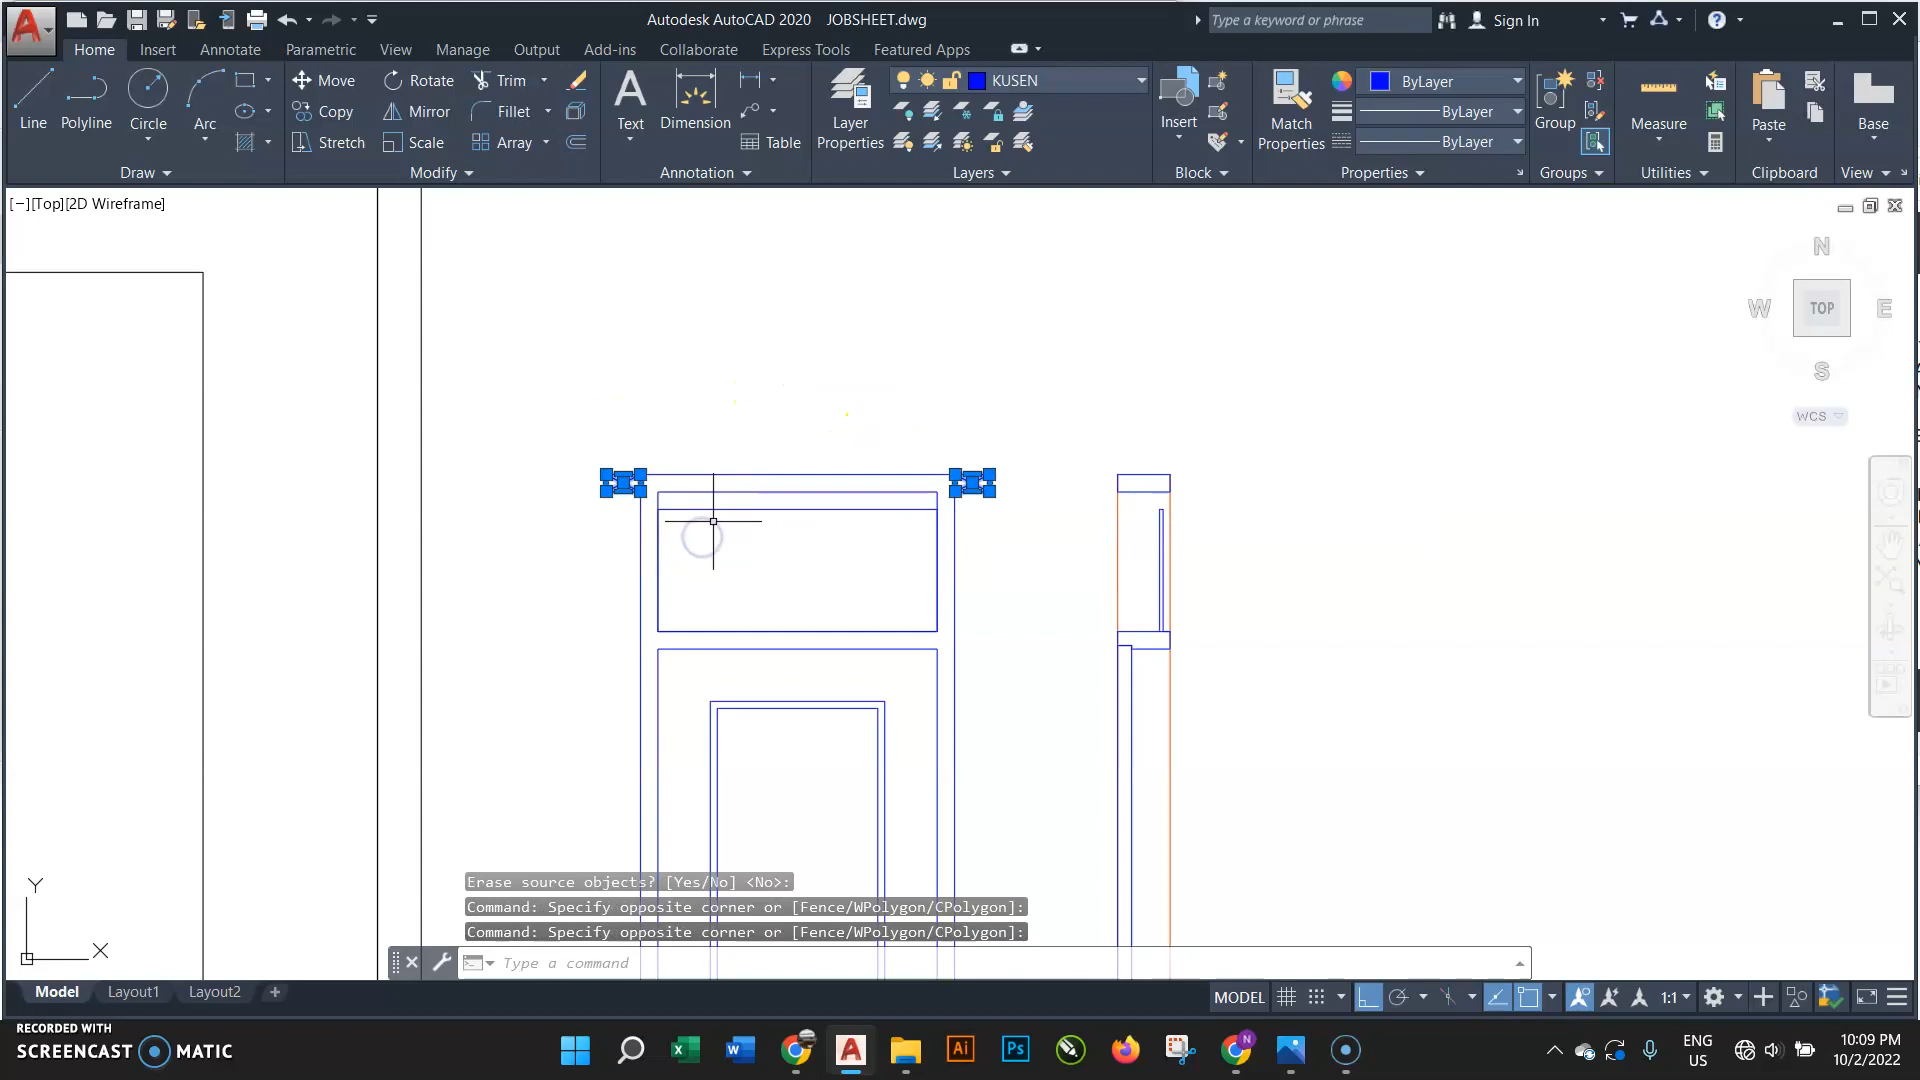 Autodesk AutoCAD 2020 JOBSHEET.dwg
Type a keyword or phrase
Sign In
Home Insert Annotate Parametric View Manage Output Add-ins Collaborate Express Tools Featured Apps
Line Polyline Circle Arc
Move Rotate Trim
Copy Mirror Fillet
Stretch Scale Array
Text Dimension Table
Layer Properties
KUSEN
Insert
Match Properties
ByLayer
ByLayer
ByLayer
Group
Measure
Paste
Base
Draw Modify Annotation Layers Block Properties Groups Utilities Clipboard View
[−][Top][2D Wireframe]
N
W TOP E
S
WCS
Y
X
Erase source objects? [Yes/No] <No>:
Command: Specify opposite corner or [Fence/WPolygon/CPolygon]:
Command: Specify opposite corner or [Fence/WPolygon/CPolygon]:
Type a command
Model Layout1 Layout2
MODEL
1:1
RECORDED WITH
SCREENCAST MATIC
Ai
Ps
N
ENG
US
10:09 PM
10/2/2022